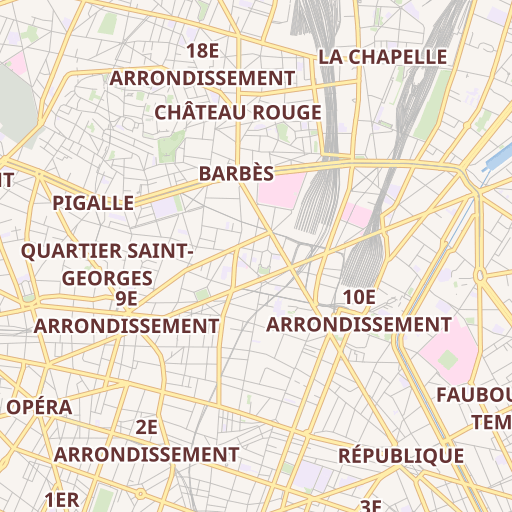 18E
ARRONDISSEMENT
LA CHAPELLE
CHÂTEAU ROUGE
BARBÈS
NT
PIGALLE
QUARTIER SAINT-
GEORGES
9E
ARRONDISSEMENT
10E
ARRONDISSEMENT
FAUBOU
TEM
OPÉRA
2E
ARRONDISSEMENT
RÉPUBLIQUE
1ER
3E